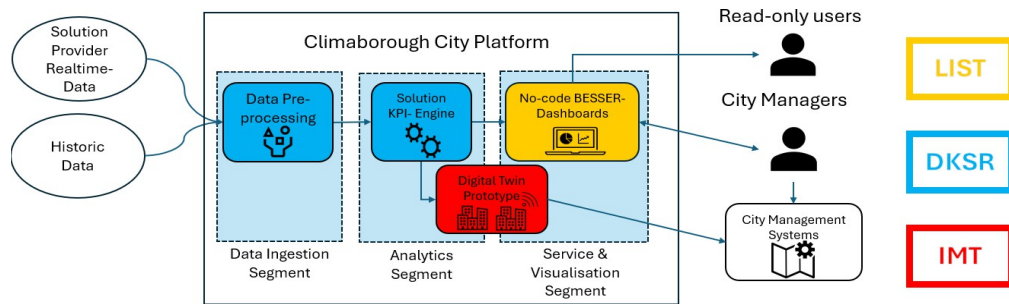 Solution
Provider
Realtime-
Data
Historic
Data
Climaborough City Platform
Data Pre-
processing
Solution
KPI- Engine
No-code BESSER-
Dashboards
Digital Twin
Prototype
Data Ingestion
Segment
Analytics
Segment
Service &
Visualisation
Segment
Read-only users
City Managers
City Management
Systems
LIST
DKSR
IMT